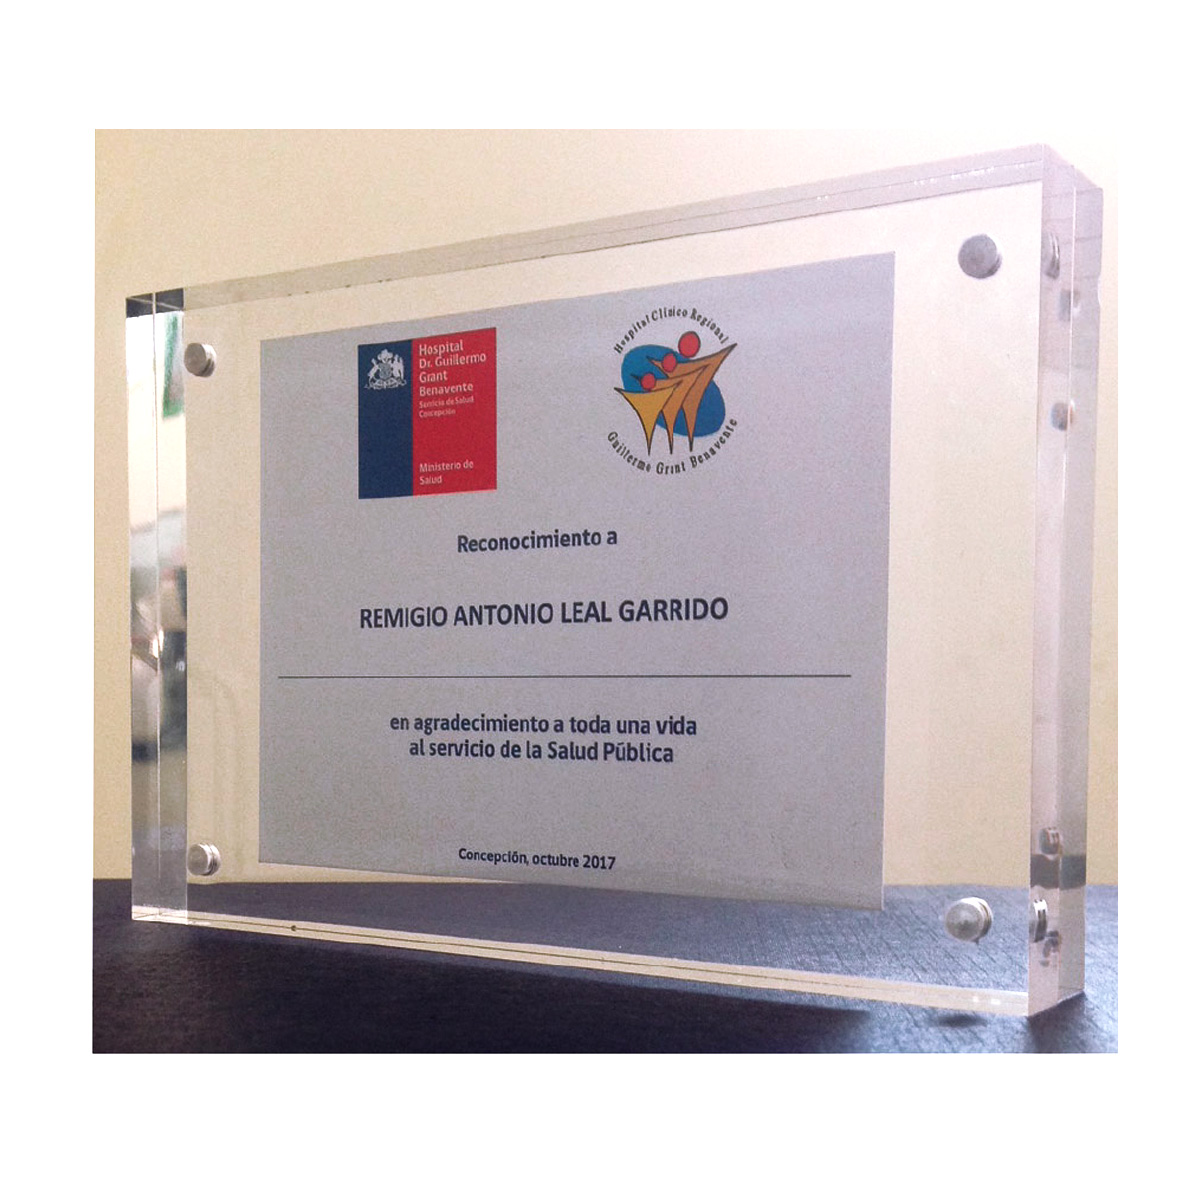 Hospital
Dr. Guillermo
Grant
Benavente
Servicio de Salud
Concepción
Ministerio de
Salud
Hospital Clínico Regional
Guillermo Grant Benavente
Reconocimiento a
REMIGIO ANTONIO LEAL GARRIDO
en agradecimiento a toda una vida
al servicio de la Salud Pública
Concepción, octubre 2017